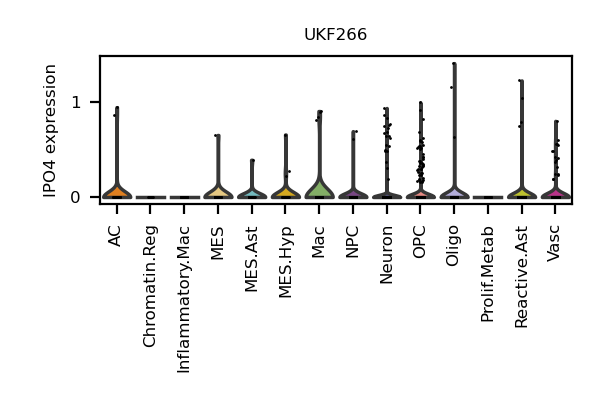 UKF266
IPO4 expression
1
0
AC
Chromatin.Reg
Inflammatory.Mac
MES
MES.Ast
MES.Hyp
Mac
NPC
Neuron
OPC
Oligo
Prolif.Metab
Reactive.Ast
Vasc